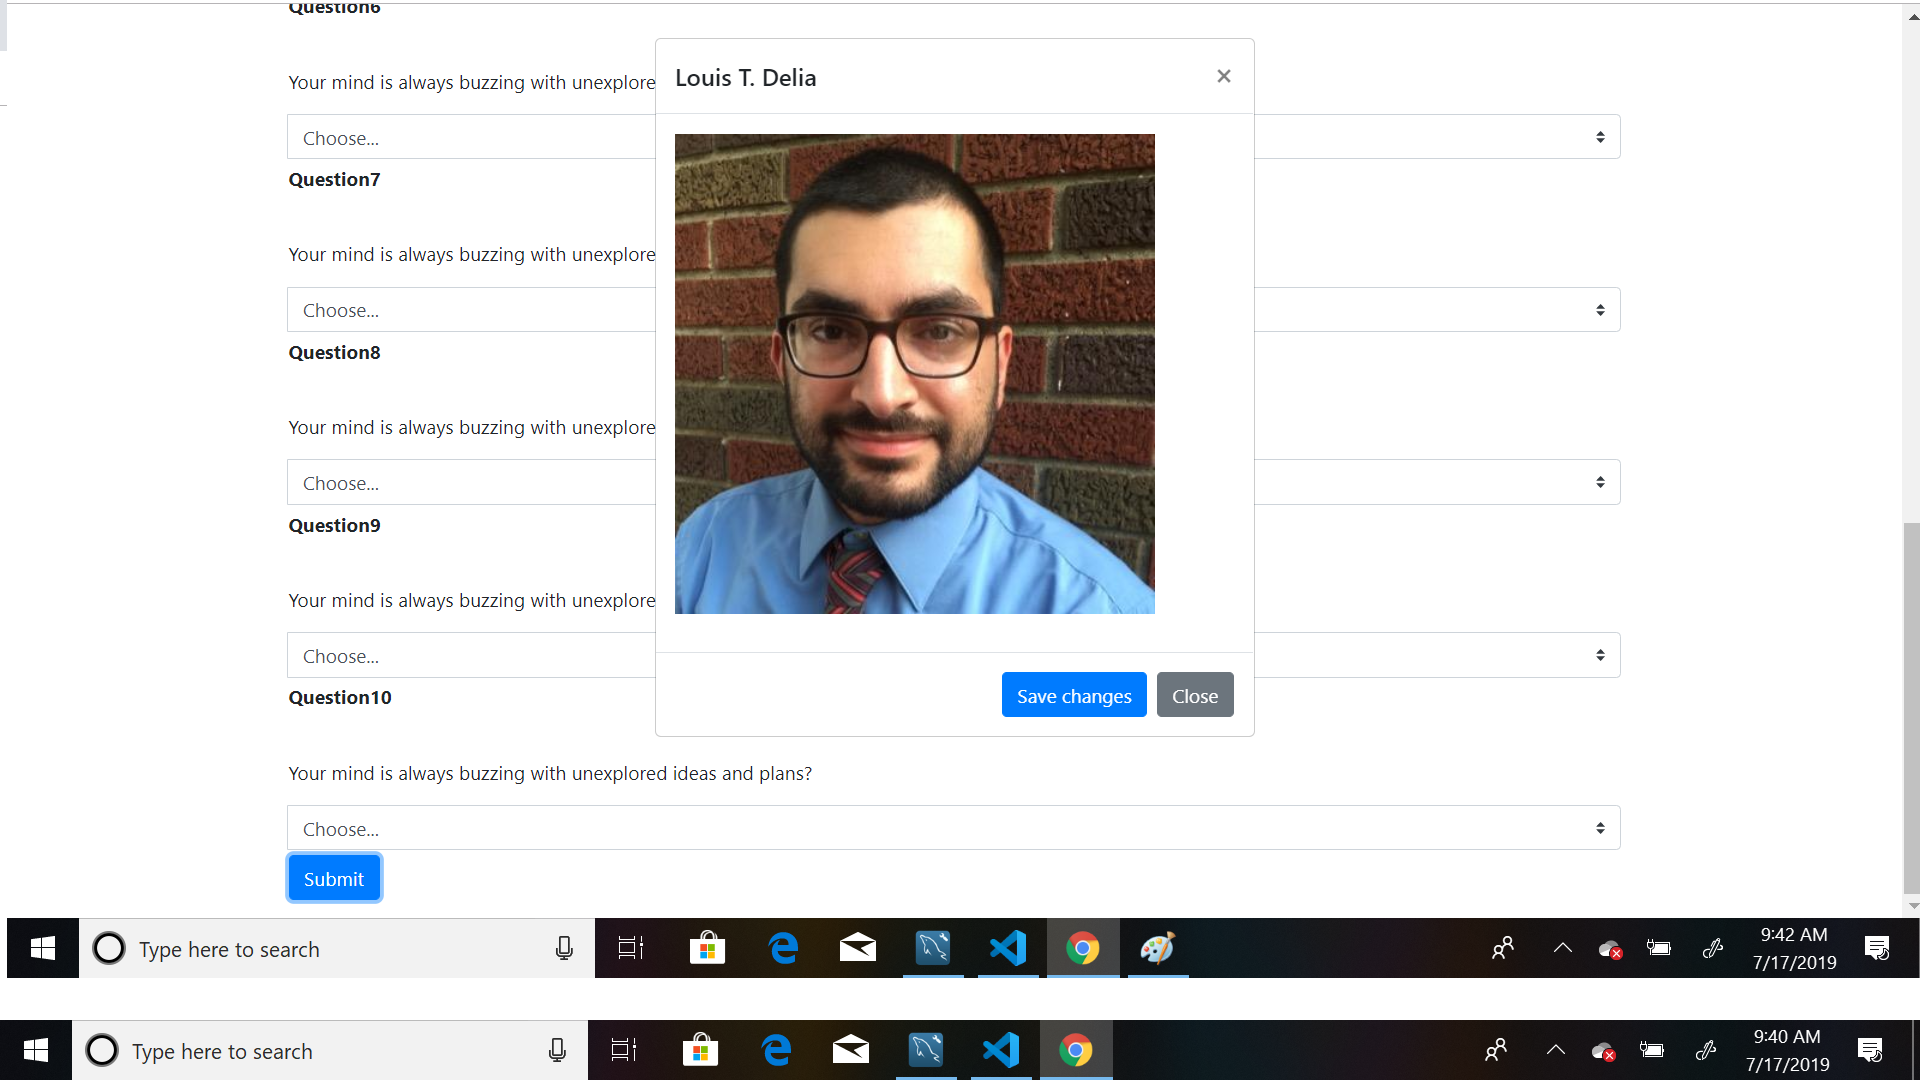 Question6
Your mind is always buzzing with unexplore
Choose...
Question7
Your mind is always buzzing with unexplore
Choose...
Question8
Your mind is always buzzing with unexplore
Choose...
Question9
Your mind is always buzzing with unexplore
Choose...
Question10
Your mind is always buzzing with unexplored ideas and plans?
Choose...
Submit
Louis T. Delia
×
Save changes
Close
Type here to search
9:42 AM
7/17/2019
Type here to search
9:40 AM
7/17/2019